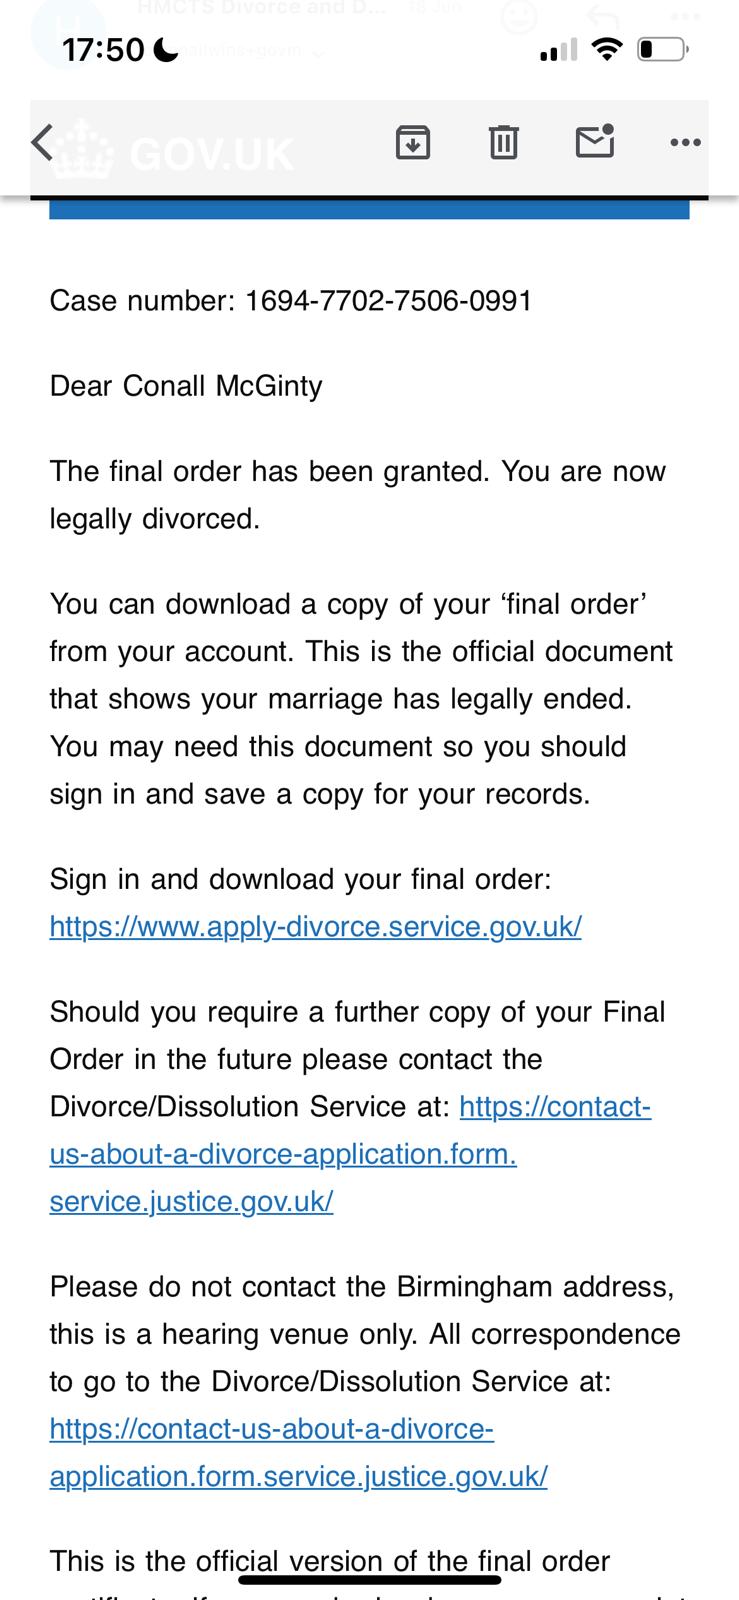 HMCTS Divorce and D... 18 Jun
17:50
GOV.UK
Case number: 1694-7702-7506-0991
Dear Conall McGinty
The final order has been granted. You are now
legally divorced.
You can download a copy of your ‘final order’
from your account. This is the official document
that shows your marriage has legally ended.
You may need this document so you should
sign in and save a copy for your records.
Sign in and download your final order:
https://www.apply-divorce.service.gov.uk/
Should you require a further copy of your Final
Order in the future please contact the
Divorce/Dissolution Service at: https://contact-
us-about-a-divorce-application.form.
service.justice.gov.uk/
Please do not contact the Birmingham address,
this is a hearing venue only. All correspondence
to go to the Divorce/Dissolution Service at:
https://contact-us-about-a-divorce-
application.form.service.justice.gov.uk/
This is the official version of the final order